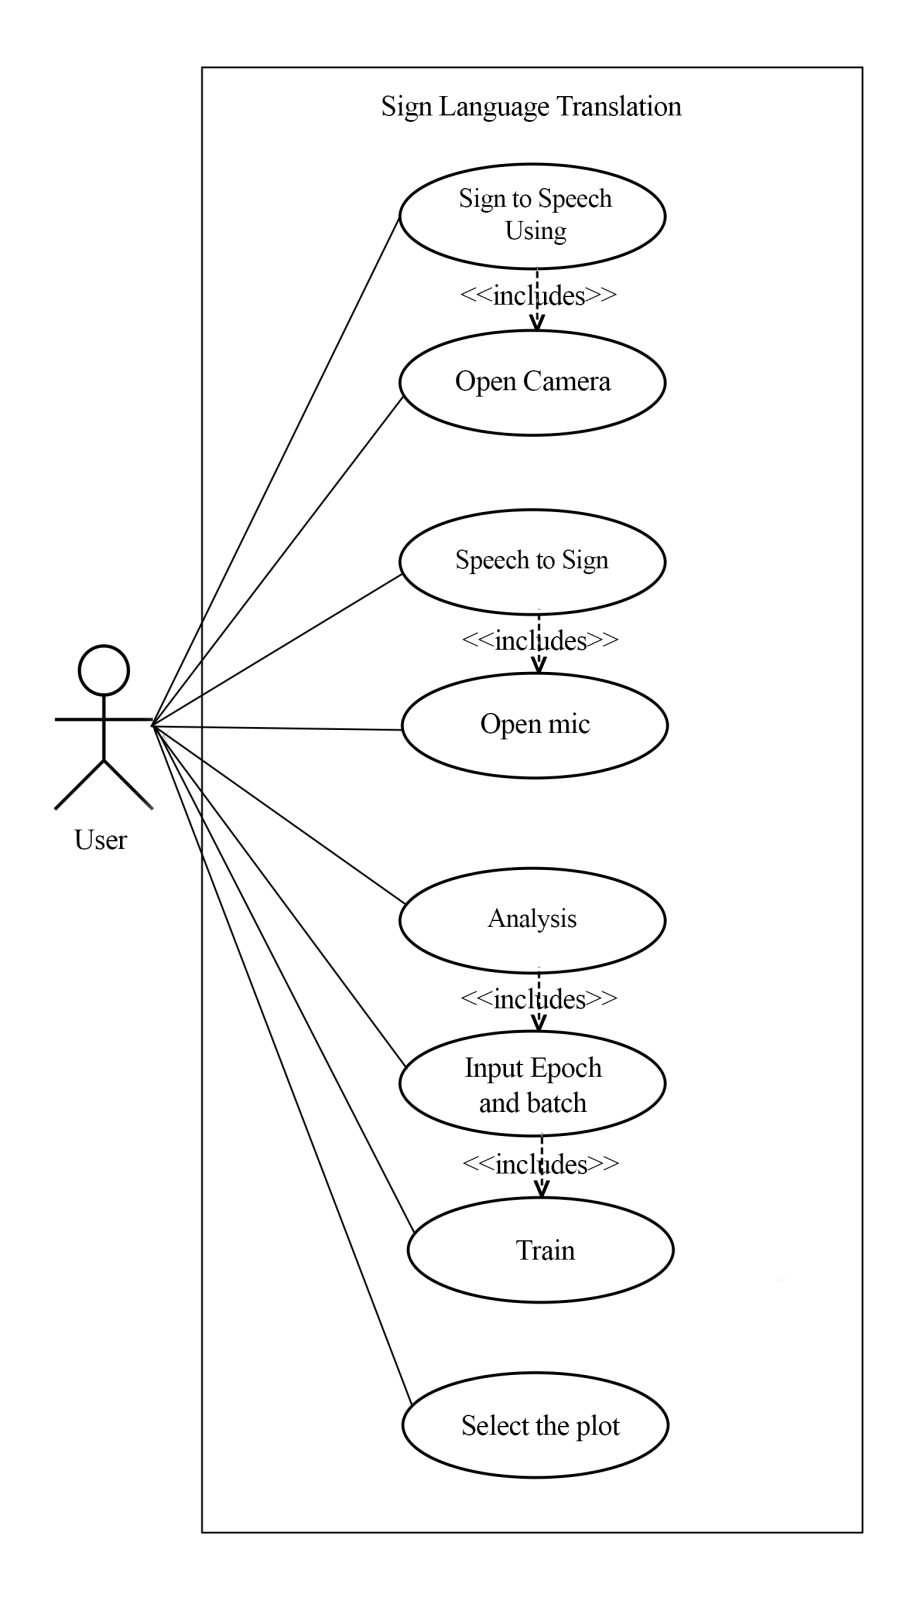 Sign Language Translation
Sign to Speech
Using
<<includes>>
Open Camera
Speech to Sign
<<includes>>
Open mic
User
Analysis
<<includes>>
Input Epoch
and batch
<<includes>>
Train
Select the plot